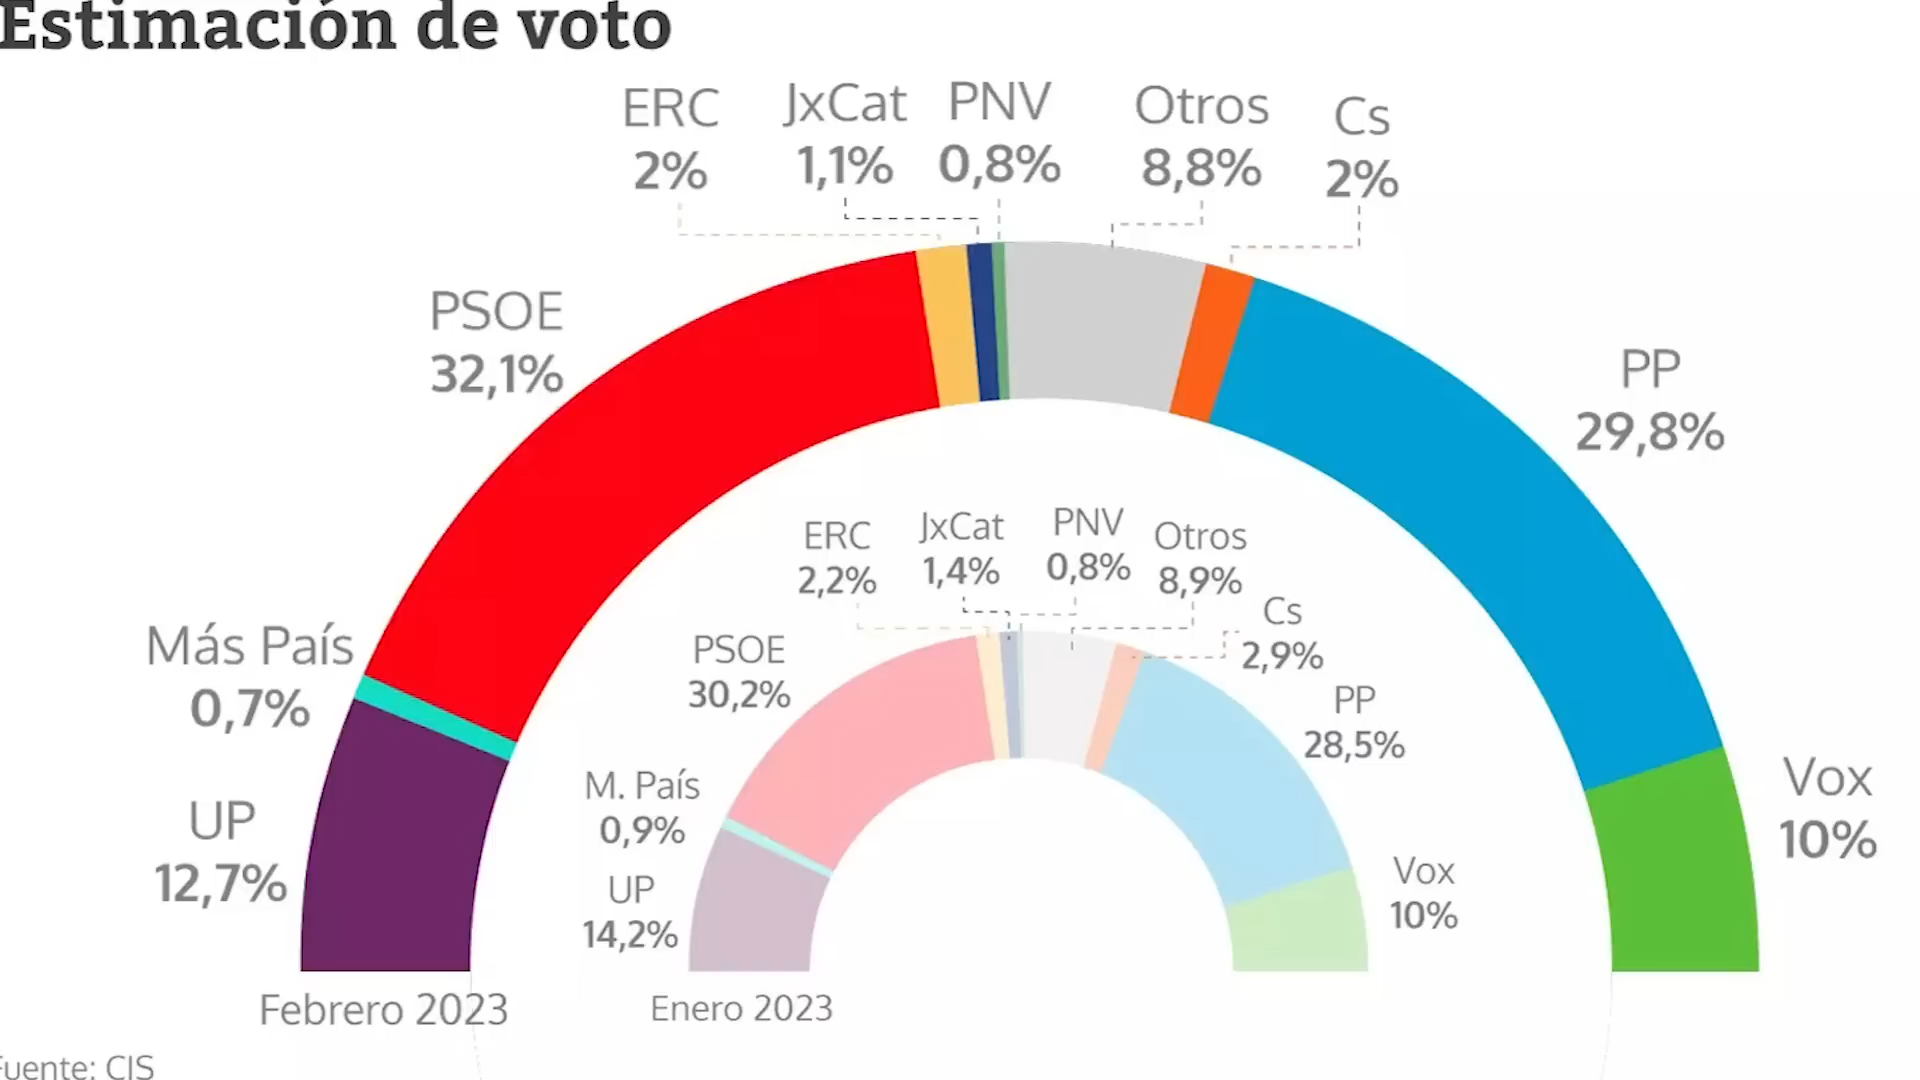 Estimación de voto
ERC
2%
JxCat
1,1%
PNV
0,8%
Otros
8,8%
Cs
2%
PSOE
32,1%
PP
29,8%
Más País
0,7%
UP
12,7%
Vox
10%
Febrero 2023
ERC
2,2%
JxCat
1,4%
PNV
0,8%
Otros
8,9%
Cs
2,9%
PSOE
30,2%
PP
28,5%
M. País
0,9%
UP
14,2%
Vox
10%
Enero 2023
Fuente: CIS